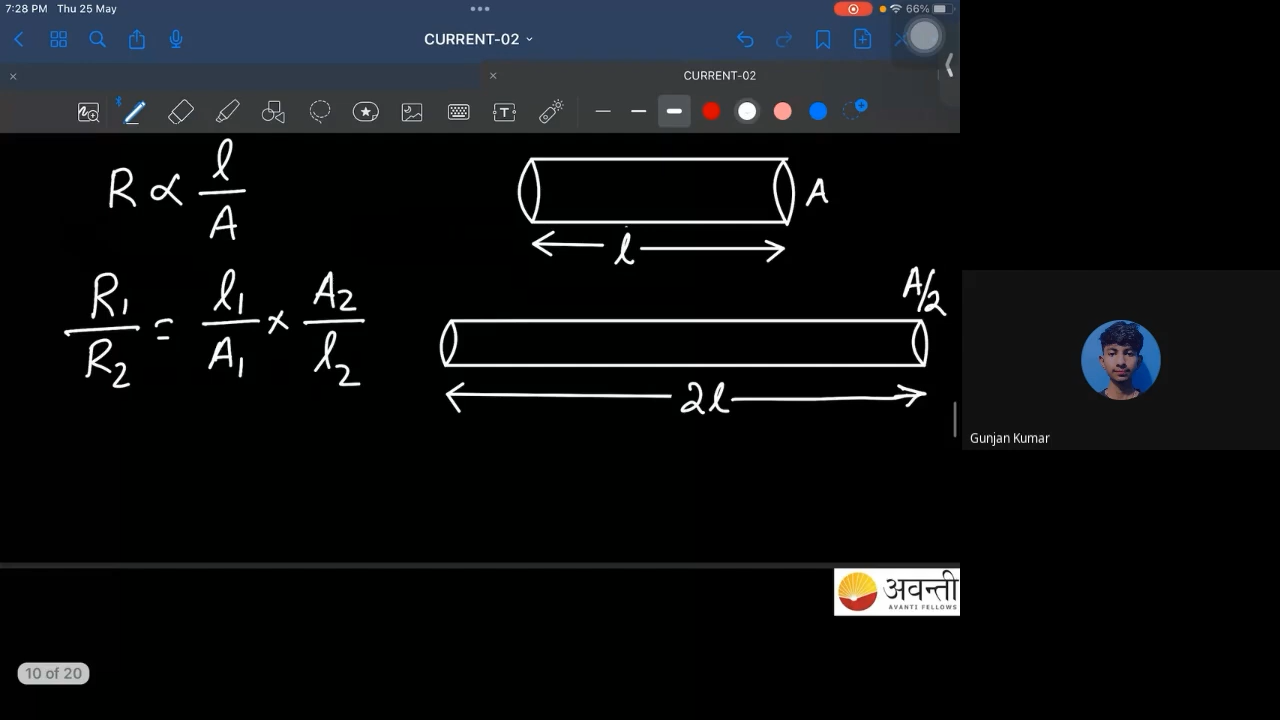 7:28 PM Thu 25 May
66%
CURRENT-02
CURRENT-02
T
R ∝ l/A
A
l
R₁/R₂ = l₁/A₁ × A₂/l₂
A/2
2l
Gunjan Kumar
अवन्ती
AVANTI FELLOWS
10 of 20